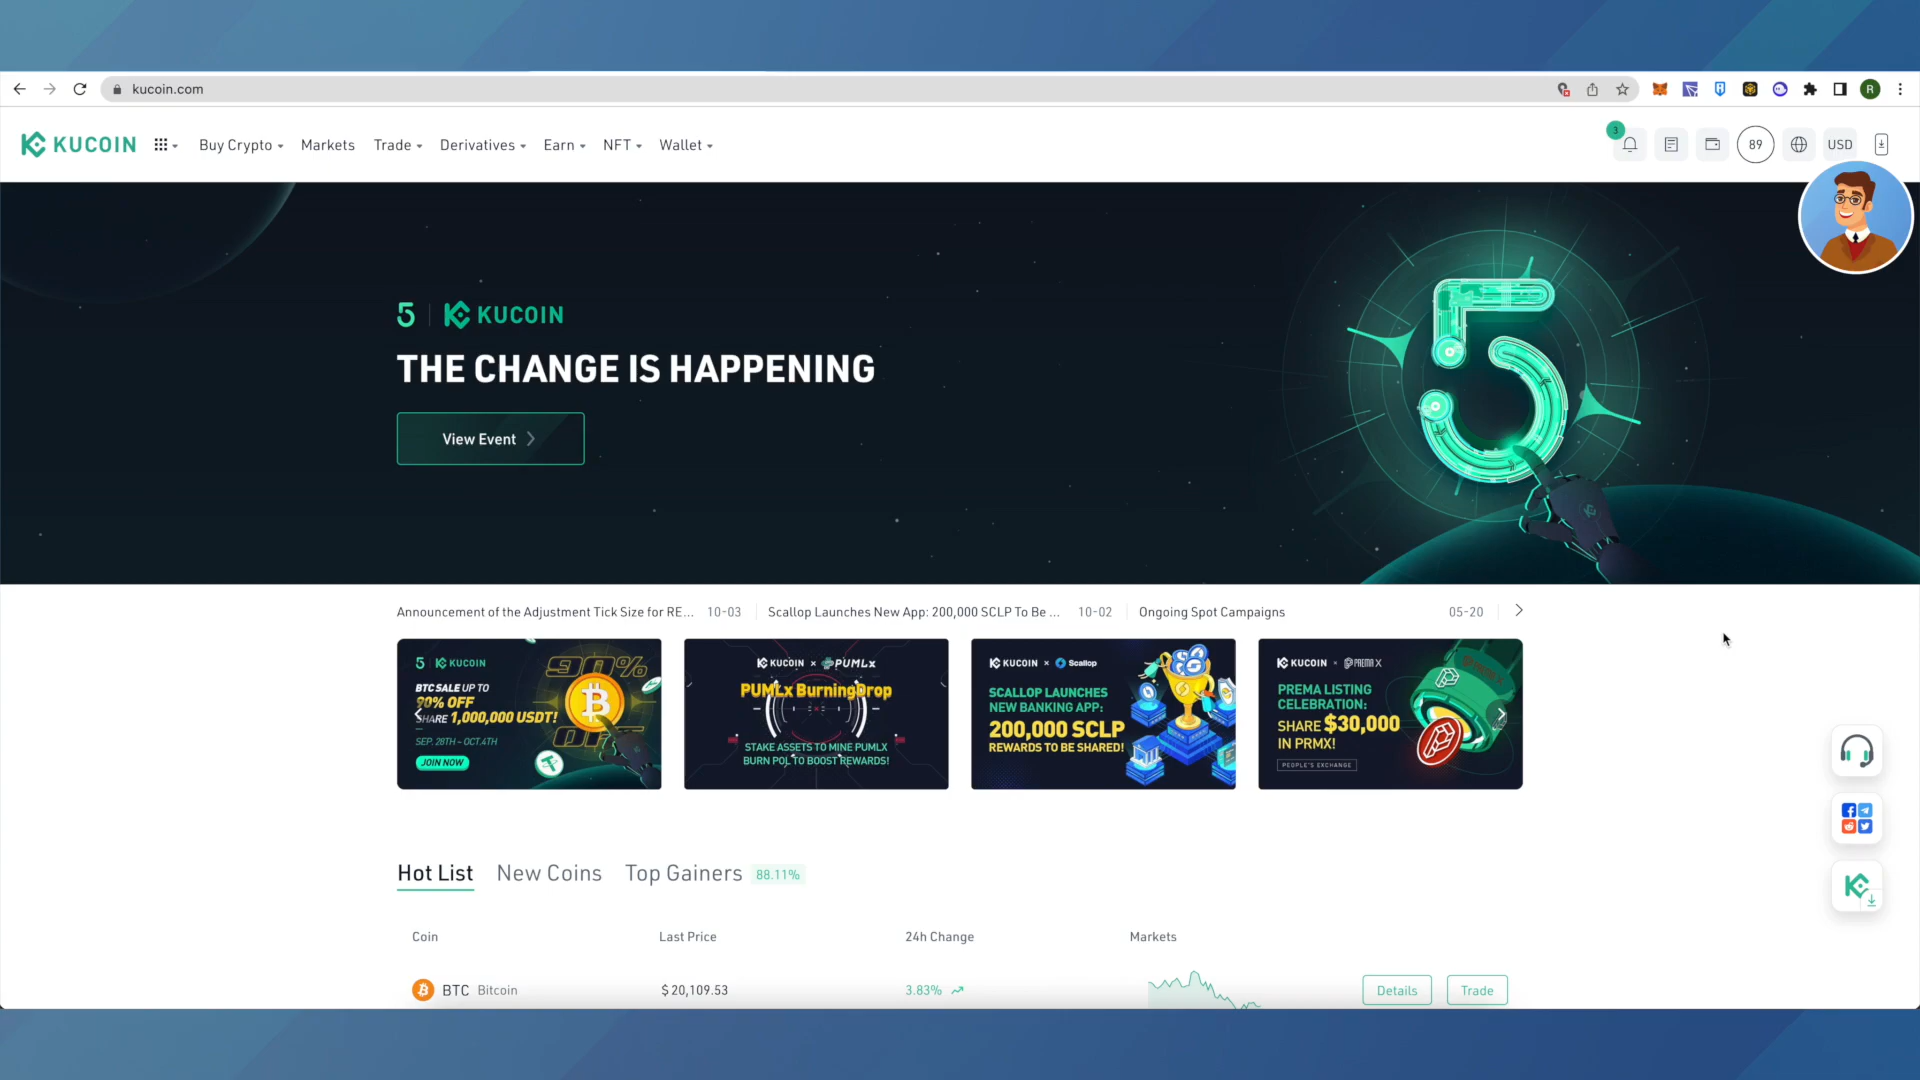 kucoin.com
R
KUCOIN
Buy Crypto
Markets
Trade
Derivatives
Earn
NFT
Wallet
3
89
USD
5 | KUCOIN
THE CHANGE IS HAPPENING
View Event
Announcement of the Adjustment Tick Size for RE... 10-03
Scallop Launches New App: 200,000 SCLP To Be ... 10-02
Ongoing Spot Campaigns 05-20
5 KUCOIN
BTC SALE UP TO
90% OFF
SHARE 1,000,000 USDT!
SEP. 28TH - OCT.4TH
JOIN NOW
90%
OFF
KUCOIN × PUMLx
PUMLx BurningDrop
STAKE ASSETS TO MINE PUMLX
BURN POL TO BOOST REWARDS!
KUCOIN × Scallop
SCALLOP LAUNCHES
NEW BANKING APP:
200,000 SCLP
REWARDS TO BE SHARED!
KUCOIN × PREMA X
PREMA LISTING
CELEBRATION:
SHARE $30,000
IN PRMX!
PEOPLE'S EXCHANGE
Hot List
New Coins
Top Gainers 88.11%
Coin
Last Price
24h Change
Markets
BTC Bitcoin
$ 20,109.53
3.83%
Details
Trade